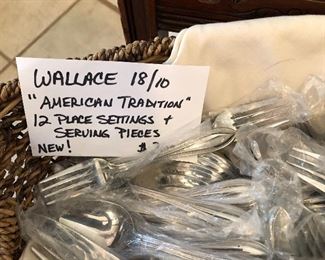 WALLACE 18/10
"AMERICAN TRADITION"
12 PLACE SETTINGS +
SERVING PIECES
NEW! $